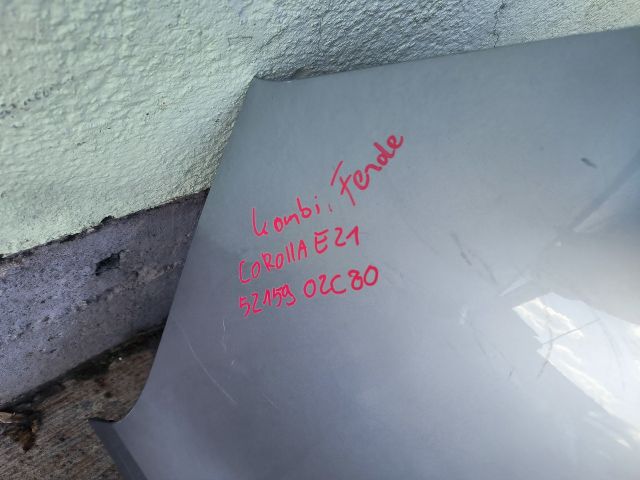 kombi, Ferde
COROllA E21
52159 02C80